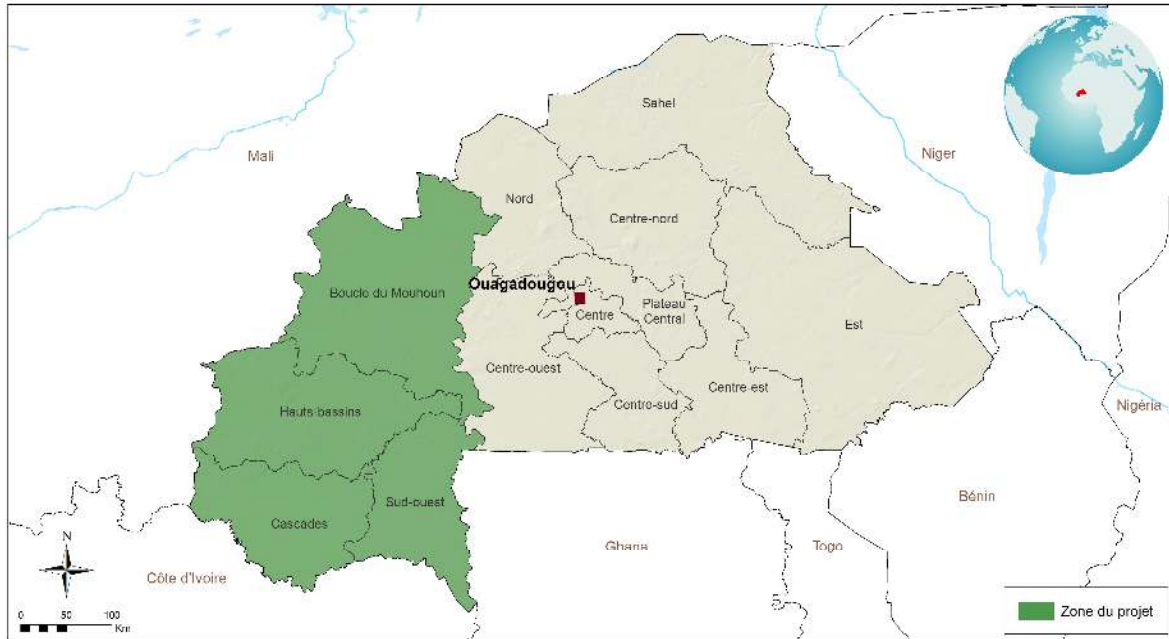 Sahel
Mali
Niger
Nord
Centre-nord
Boucle du Mouhoun
Ouagadougou
Centre
Plateau
Central
Est
Centre-ouest
Centre-est
Centre-sud
Hauts-bassins
Nigéria
Sud-ouest
Bénin
Cascades
Ghana
Togo
N
Côte d'Ivoire
0 50 100
Km
Zone du projet